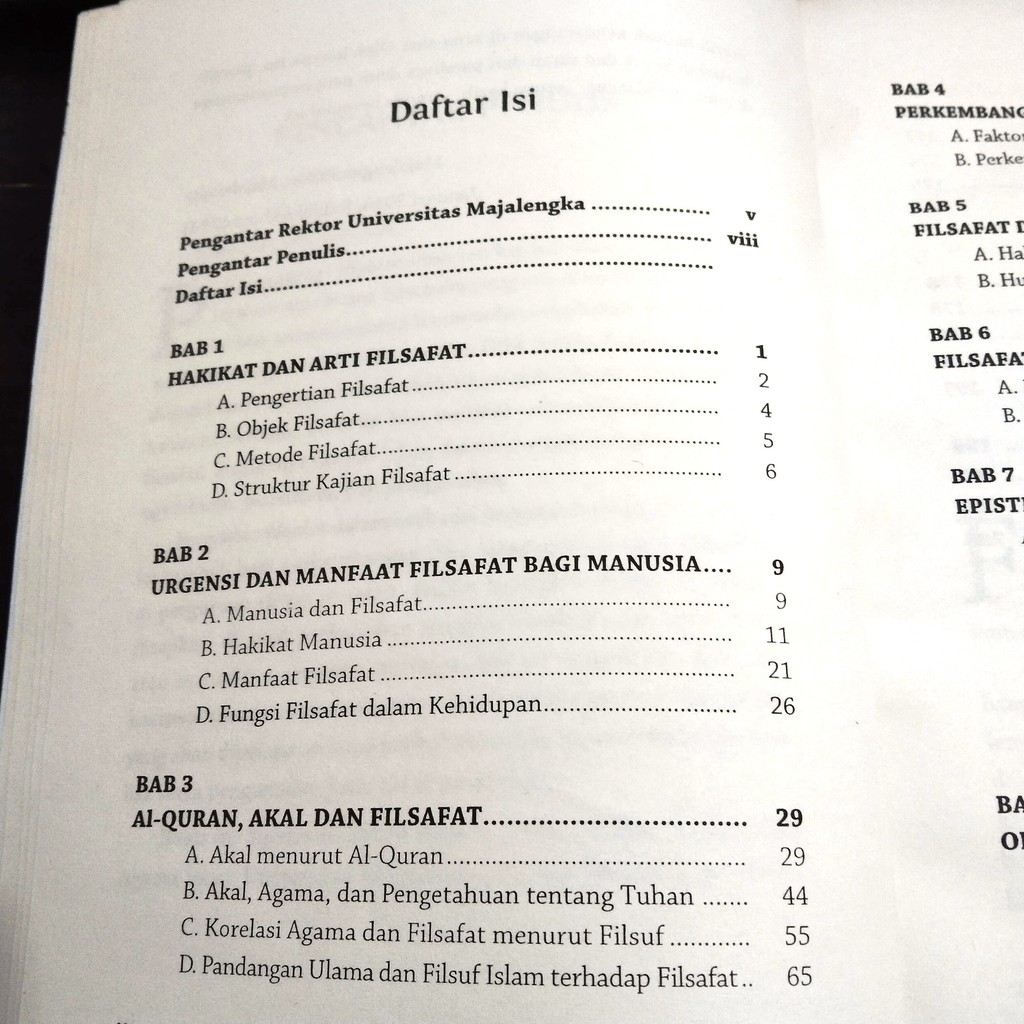 Daftar Isi
Pengantar Rektor Universitas Majalengka .................. v
Pengantar Penulis........................................................ viii
Daftar Isi......................................................................
BAB 1
HAKIKAT DAN ARTI FILSAFAT....................................... 1
A. Pengertian Filsafat ................................................ 2
B. Objek Filsafat......................................................... 4
C. Metode Filsafat...................................................... 5
D. Struktur Kajian Filsafat .......................................... 6
BAB 2
URGENSI DAN MANFAAT FILSAFAT BAGI MANUSIA.... 9
A. Manusia dan Filsafat.............................................. 9
B. Hakikat Manusia ................................................... 11
C. Manfaat Filsafat .................................................... 21
D. Fungsi Filsafat dalam Kehidupan............................ 26
BAB 3
Al-QURAN, AKAL DAN FILSAFAT................................. 29
A. Akal menurut Al-Quran.......................................... 29
B. Akal, Agama, dan Pengetahuan tentang Tuhan ....... 44
C. Korelasi Agama dan Filsafat menurut Filsuf ............ 55
D. Pandangan Ulama dan Filsuf Islam terhadap Filsafat.. 65
BAB 4
A.
B.
BAB 5
FILSAFAT
A.
B.
BAB 6
A.
B.
BAB 7